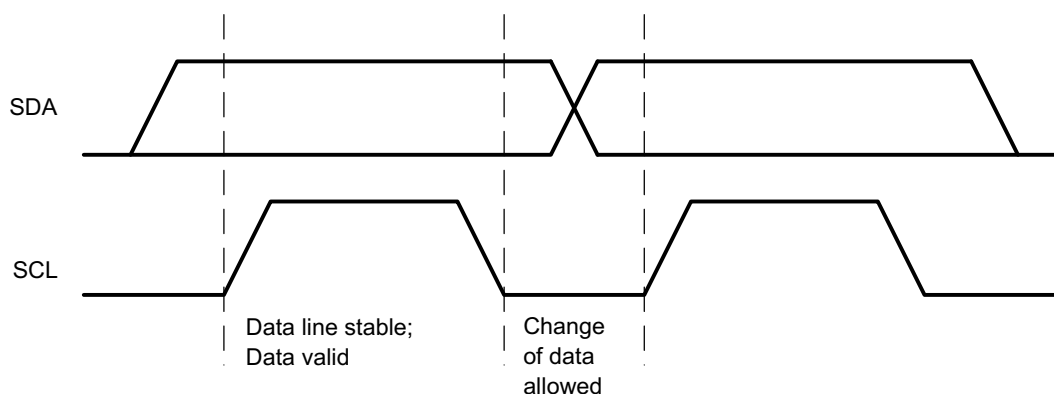 SDA
SCL
Data line stable;
Data valid
Change
of data
allowed